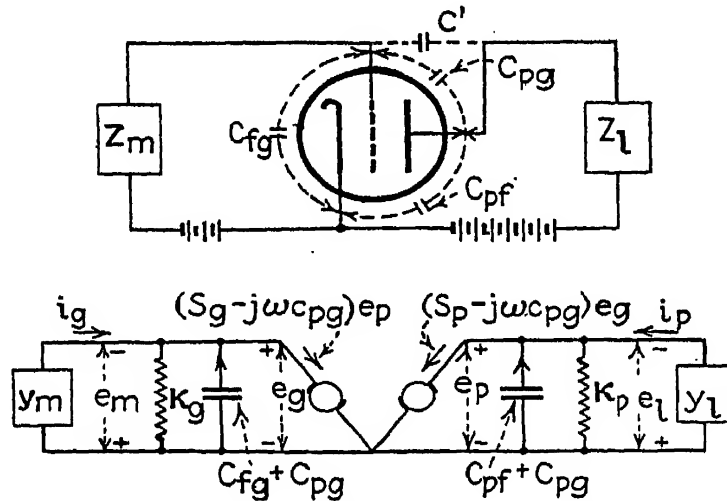 C'
Cpg
Zm
Cfg
Zl
Cpf
ig
(Sg-jωcpg)ep
(Sp-jωcpg)eg
ip
ym
em
Kg
eg
ep
Kp
el
yl
Cfg+Cpg
Cpf+Cpg